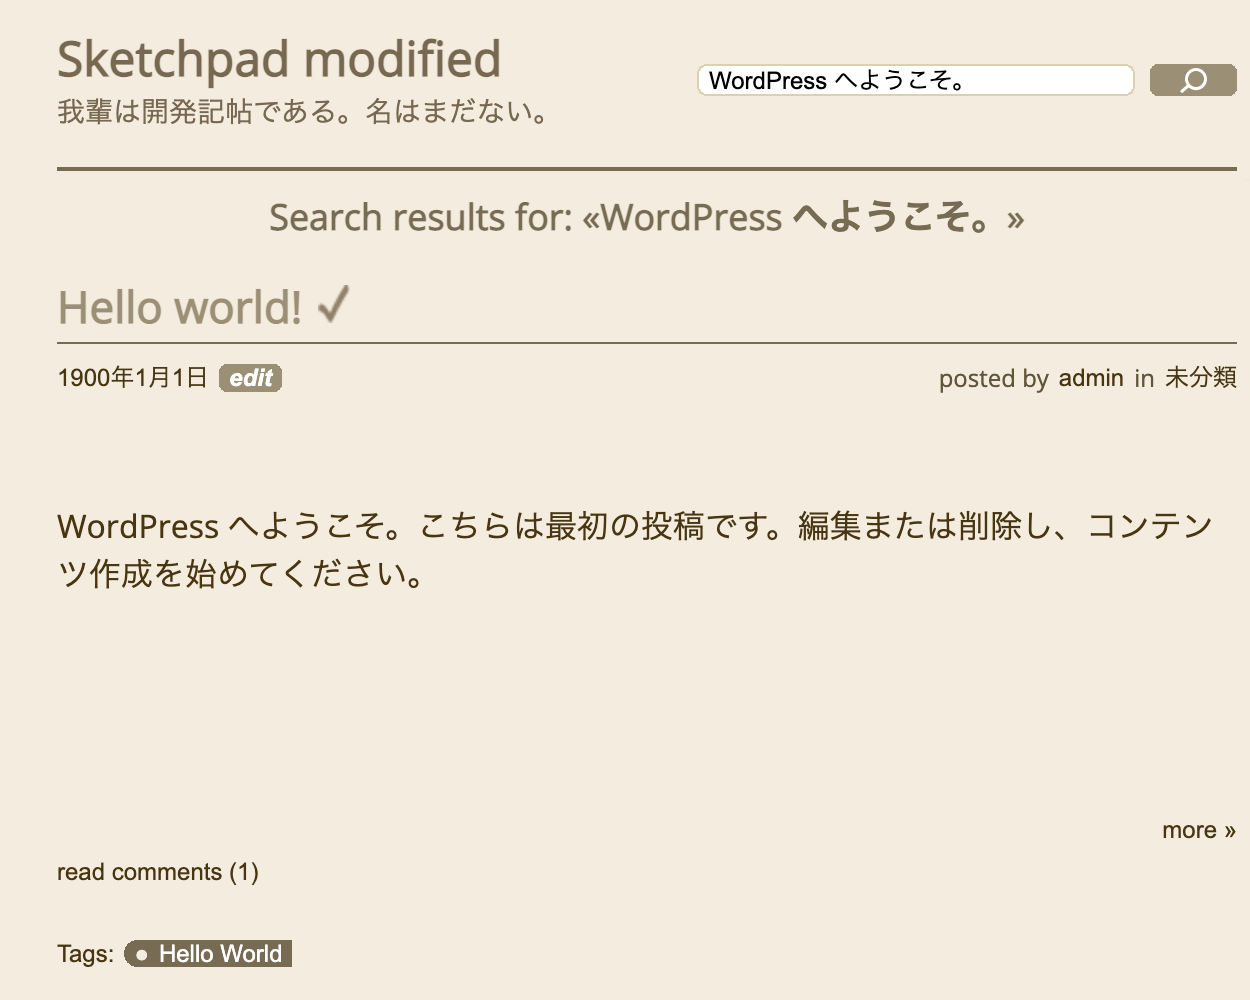 Sketchpad modified
我輩は開発記帖である。名はまだない。
WordPress へようこそ。
Search results for: «WordPress へようこそ。»
Hello world! ✓
1900年1月1日 edit posted by admin in 未分類
WordPress へようこそ。こちらは最初の投稿です。編集または削除し、コンテン
ツ作成を始めてください。
more »
read comments (1)
Tags: Hello World